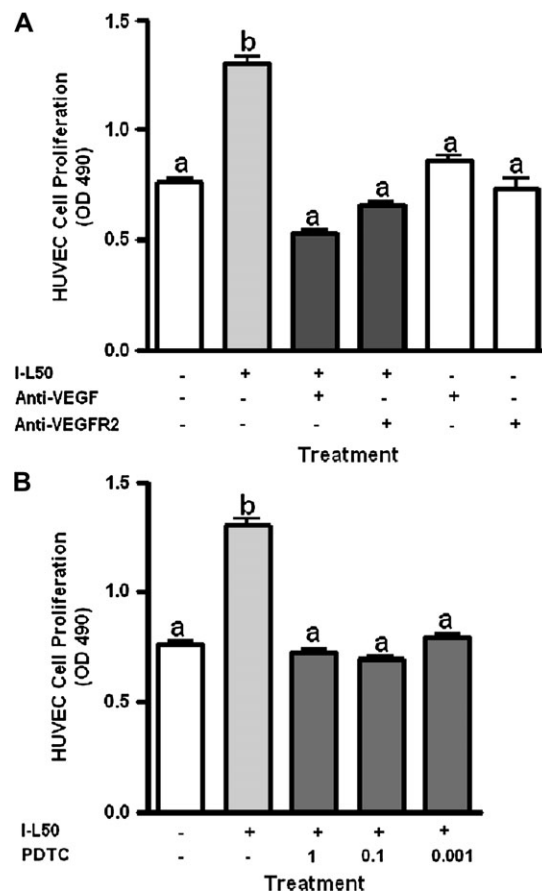 A
HUVEC Cell Proliferation
(OD 490)
1.5
1.0
0.5
0.0
a b a a a a
I-L50 - + + + - -
Anti-VEGF - - + - + -
Anti-VEGFR2 - - - + - +
Treatment
B
HUVEC Cell Proliferation
(OD 490)
1.5
1.0
0.5
0.0
a b a a a
I-L50 - + + + +
PDTC - - 1 0.1 0.001
Treatment